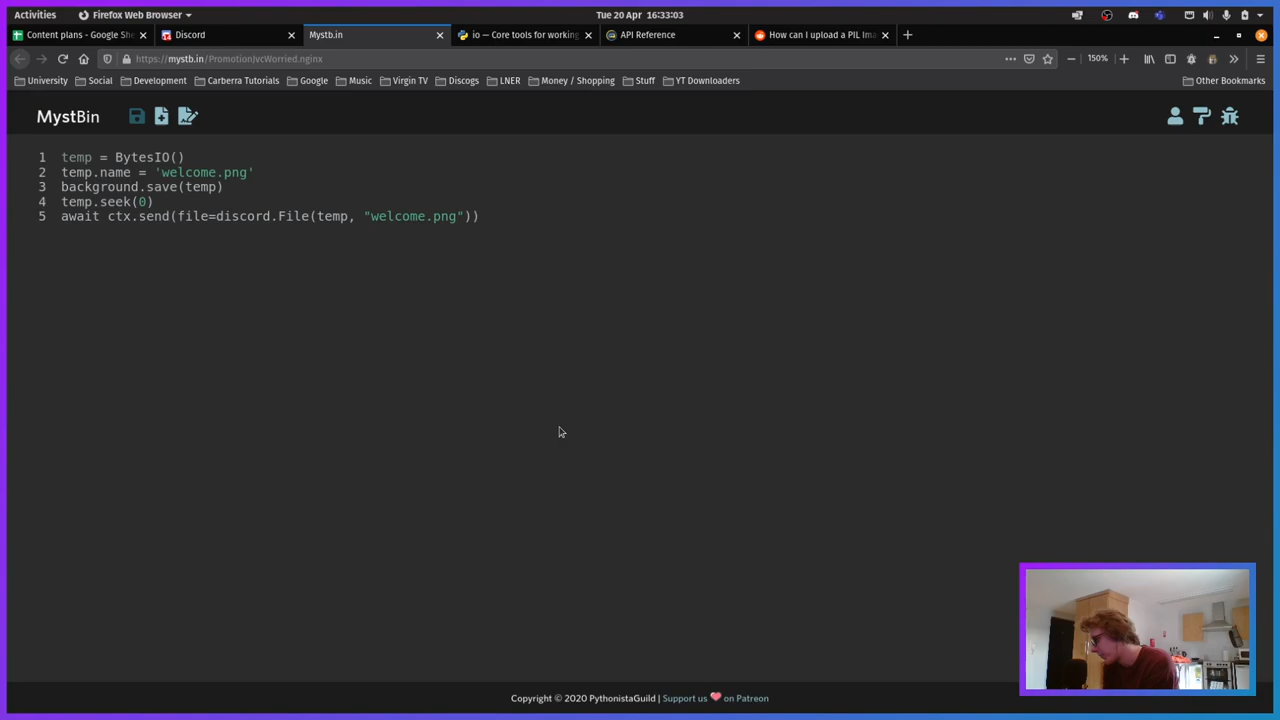 Activities Firefox Web Browser Tue 20 Apr 16:33:03
Content plans - Google She Discord Mystb.in io — Core tools for working API Reference How can I upload a PIL Ima
https://mystb.in/PromotionJvcWorried.nginx 150%
University Social Development Carberra Tutorials Google Music Virgin TV Discogs LNER Money / Shopping Stuff YT Downloaders Other Bookmarks
MystBin
1 temp = BytesIO()
2 temp.name = 'welcome.png'
3 background.save(temp)
4 temp.seek(0)
5 await ctx.send(file=discord.File(temp, "welcome.png"))
Copyright © 2020 PythonistaGuild | Support us ❤ on Patreon